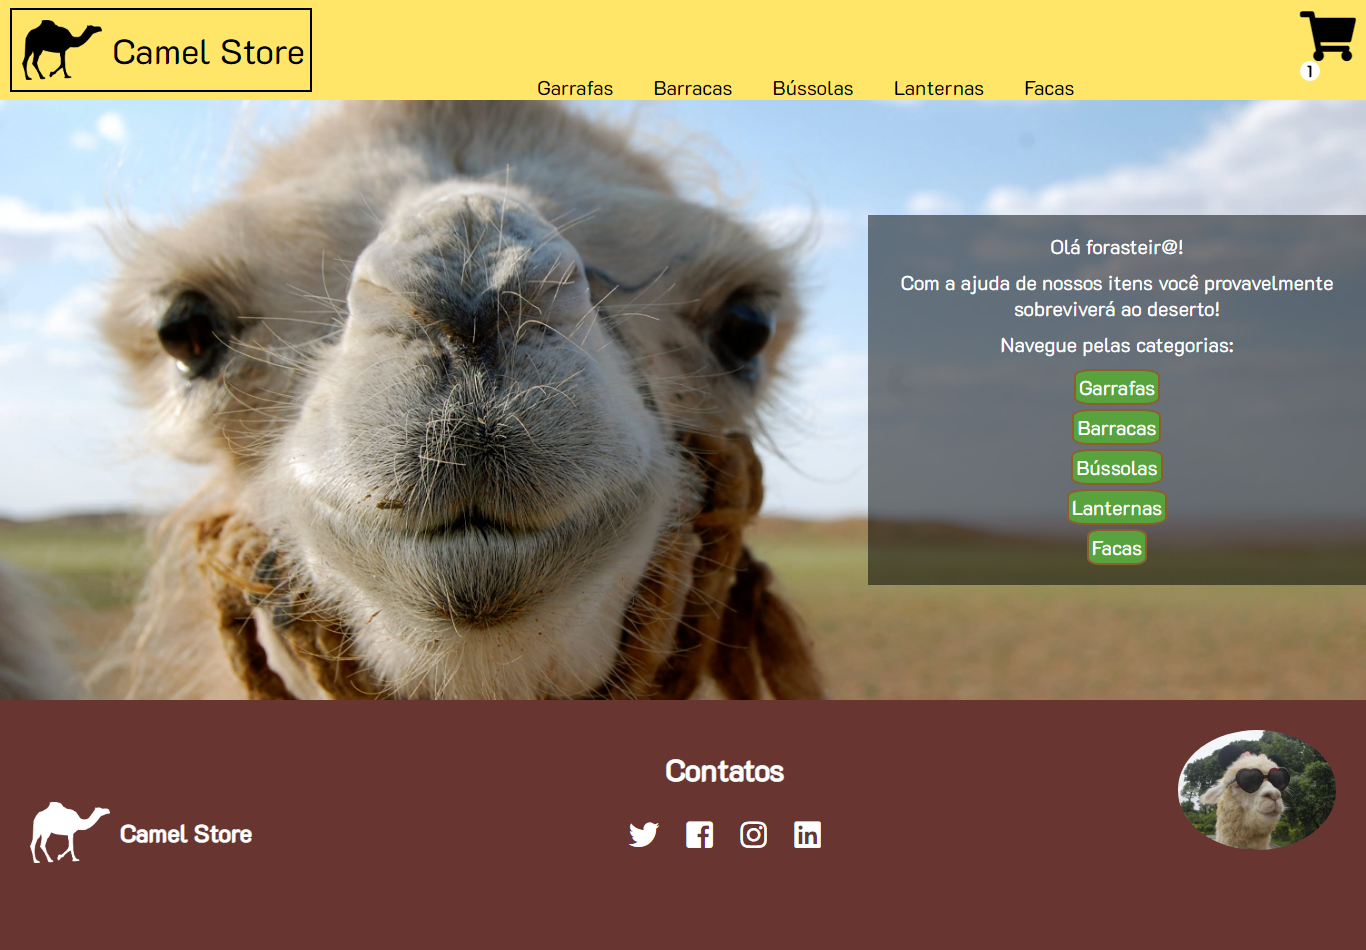 Camel Store
1
Garrafas Barracas Bússolas Lanternas Facas
Olá forasteir@!
Com a ajuda de nossos itens você provavelmente
sobreviverá ao deserto!
Navegue pelas categorias:
Garrafas
Barracas
Bússolas
Lanternas
Facas
Contatos
Camel Store